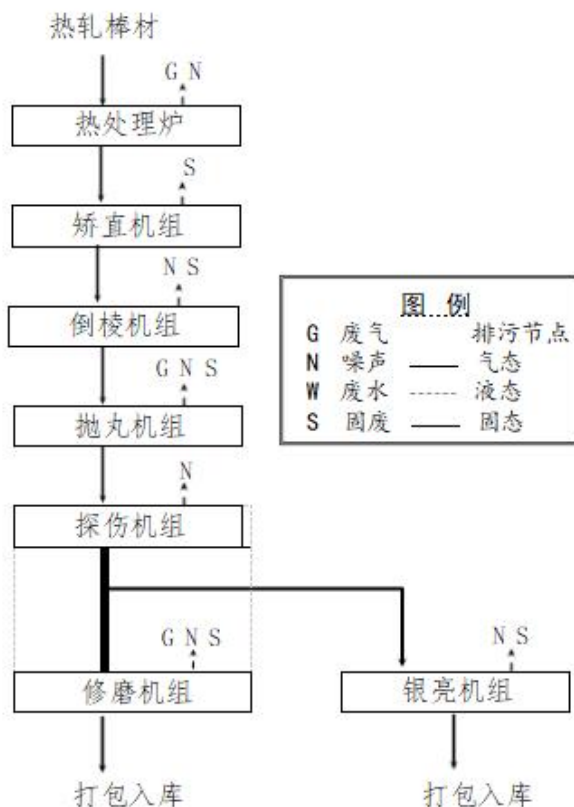 热轧棒材
G N
热处理炉
S
矫直机组
N S
倒棱机组
G N S
抛丸机组
N
探伤机组
G N S
修磨机组
打包入库
N S
银亮机组
打包入库
图 例
G 废气 排污节点
N 噪声 气态
W 废水 液态
S 固废 固态